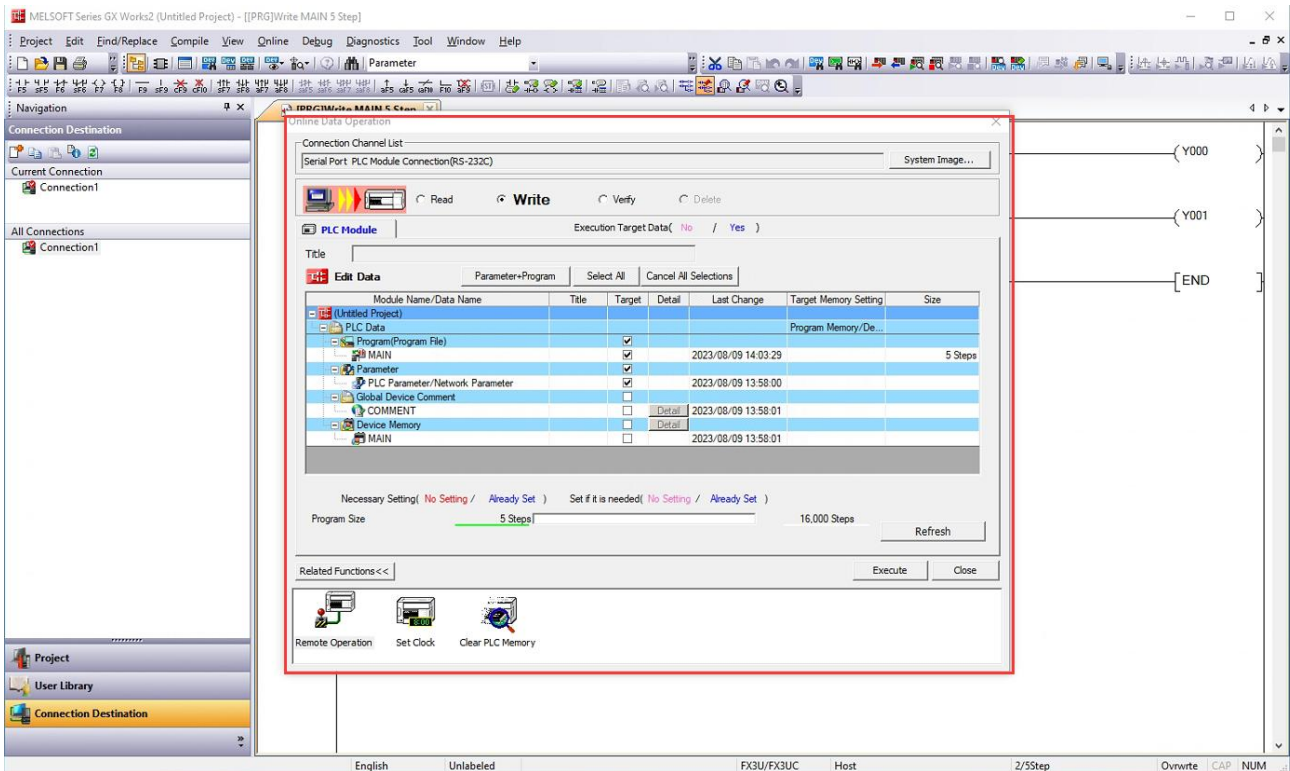 MELSOFT Series GX Works2 (Untitled Project) - [[PRG]Write MAIN 5 Step]
Project Edit Find/Replace Compile View Online Debug Diagnostics Tool Window Help
Parameter
Navigation
[PRG]Write MAIN 5 Step
Connection Destination
Current Connection
Connection1
All Connections
Connection1
Online Data Operation
Connection Channel List
Serial Port PLC Module Connection(RS-232C)
System Image...
Read Write Verify Delete
PLC Module
Execution Target Data( No / Yes )
Title
Edit Data
Parameter+Program
Select All
Cancel All Selections
Module Name/Data Name Title Target Detail Last Change Target Memory Setting Size
(Untitled Project)
PLC Data Program Memory/De...
Program(Program File)
MAIN 2023/08/09 14:03:29 5 Steps
Parameter
PLC Parameter/Network Parameter 2023/08/09 13:58:00
Global Device Comment
COMMENT Detail 2023/08/09 13:58:01
Device Memory Detail
MAIN 2023/08/09 13:58:01
Necessary Setting( No Setting / Already Set ) Set if it is needed( No Setting / Already Set )
Program Size 5 Steps 16,000 Steps
Refresh
Related Functions<<
Execute
Close
Remote Operation
Set Clock
Clear PLC Memory
Y000
Y001
END
Project
User Library
Connection Destination
English Unlabeled FX3U/FX3UC Host 2/5Step Ovrwrte CAP NUM